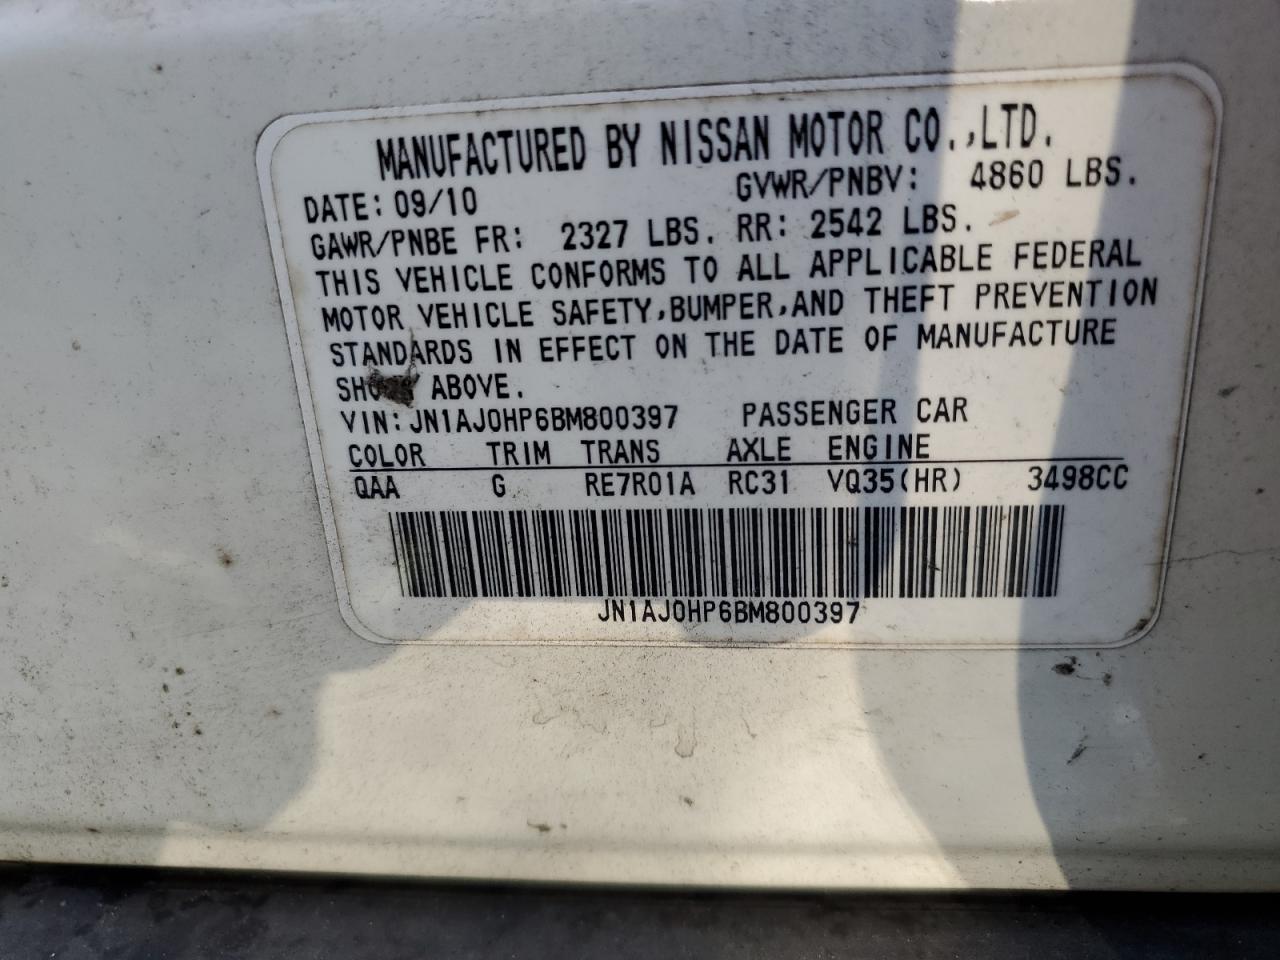 MANUFACTURED BY NISSAN MOTOR CO.,LTD.
DATE: 09/10 GVWR/PNBV: 4860 LBS.
GAWR/PNBE FR: 2327 LBS. RR: 2542 LBS.
THIS VEHICLE CONFORMS TO ALL APPLICABLE FEDERAL
MOTOR VEHICLE SAFETY,BUMPER,AND THEFT PREVENTION
STANDARDS IN EFFECT ON THE DATE OF MANUFACTURE
ABOVE.
VIN:JN1AJ0HP6BM800397 PASSENGER CAR
COLOR TRIM TRANS AXLE ENGINE
QAA G RE7R01A RC31 VQ35(HR) 3498CC
JN1AJ0HP6BM800397